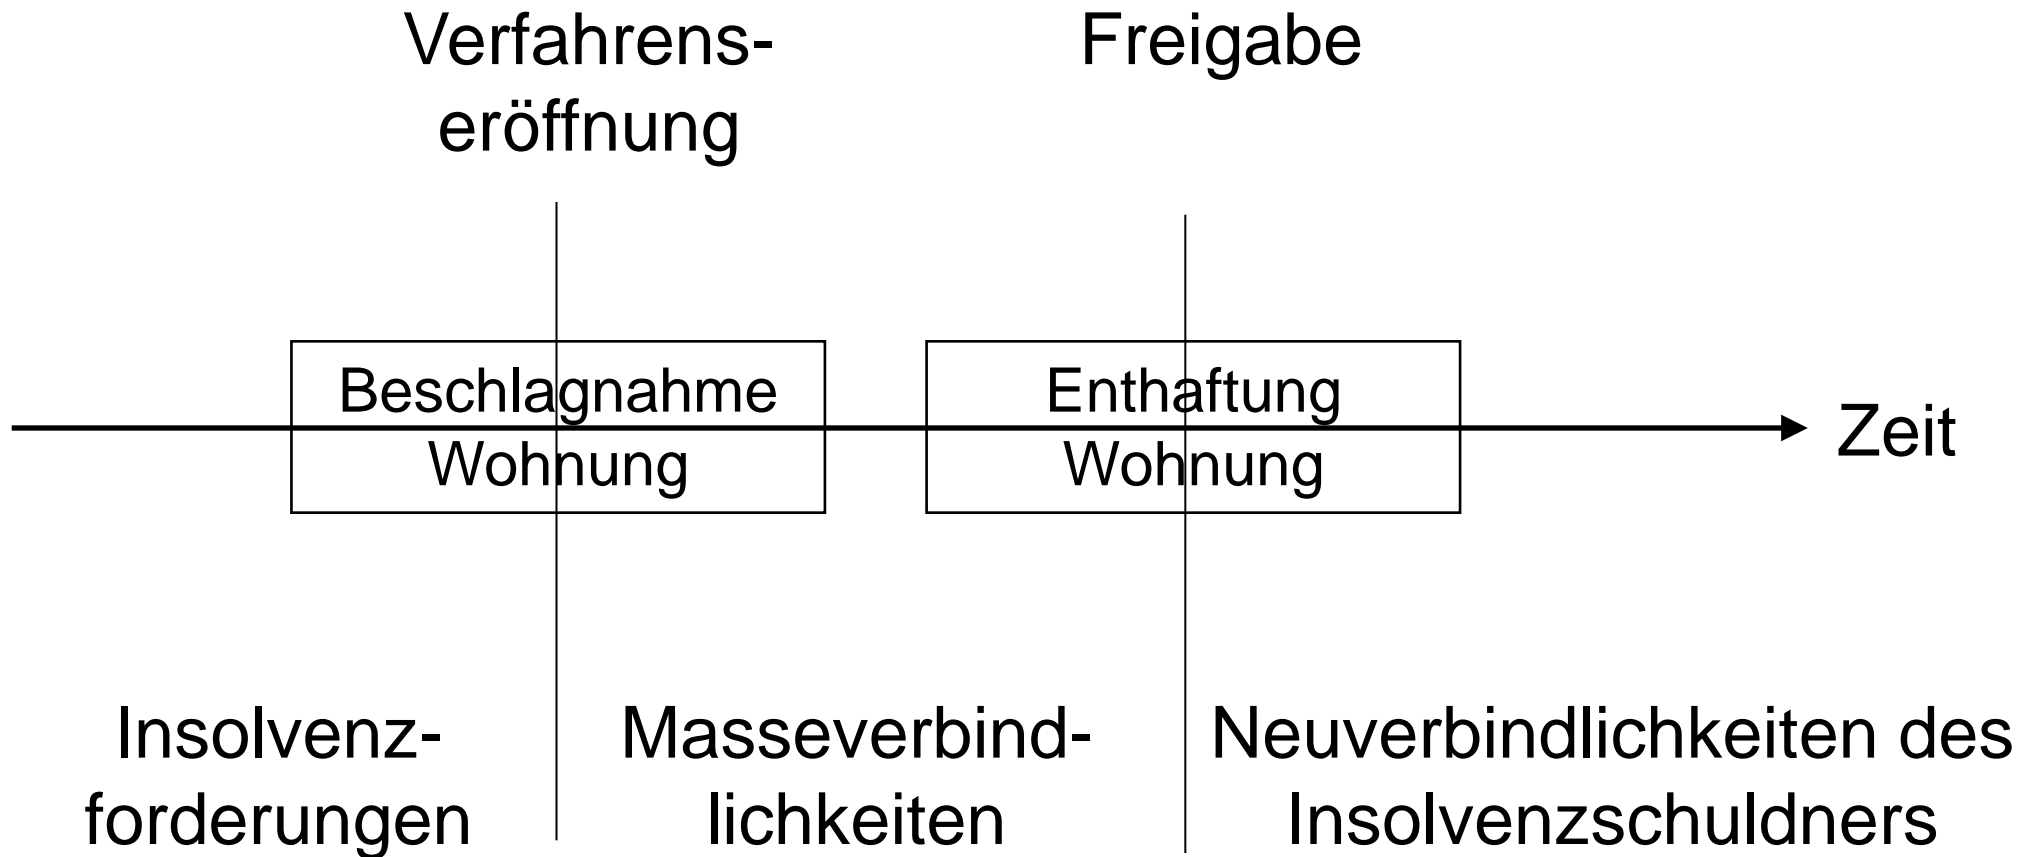 Verfahrens-
eröffnung
Freigabe
Beschlagnahme
Wohnung
Enthaftung
Wohnung
Zeit
Insolvenz-
forderungen
Masseverbind-
lichkeiten
Neuverbindlichkeiten des
Insolvenzschuldners